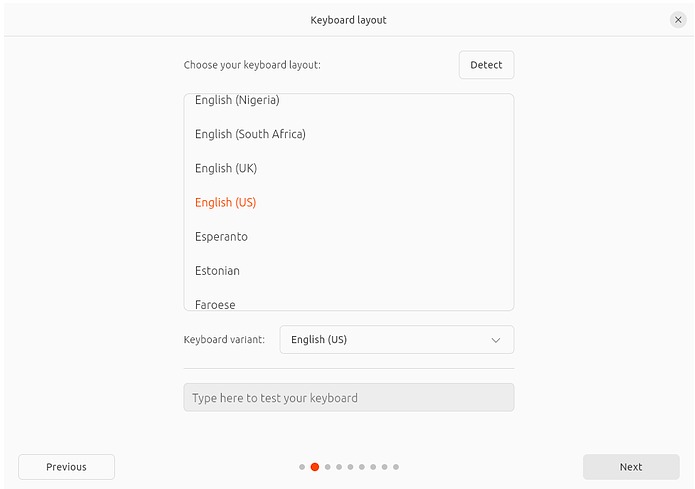 Keyboard layout
Choose your keyboard layout:
Detect
English (Nigeria)
English (South Africa)
English (UK)
English (US)
Esperanto
Estonian
Faroese
Keyboard variant:
English (US)
Type here to test your keyboard
Previous
Next